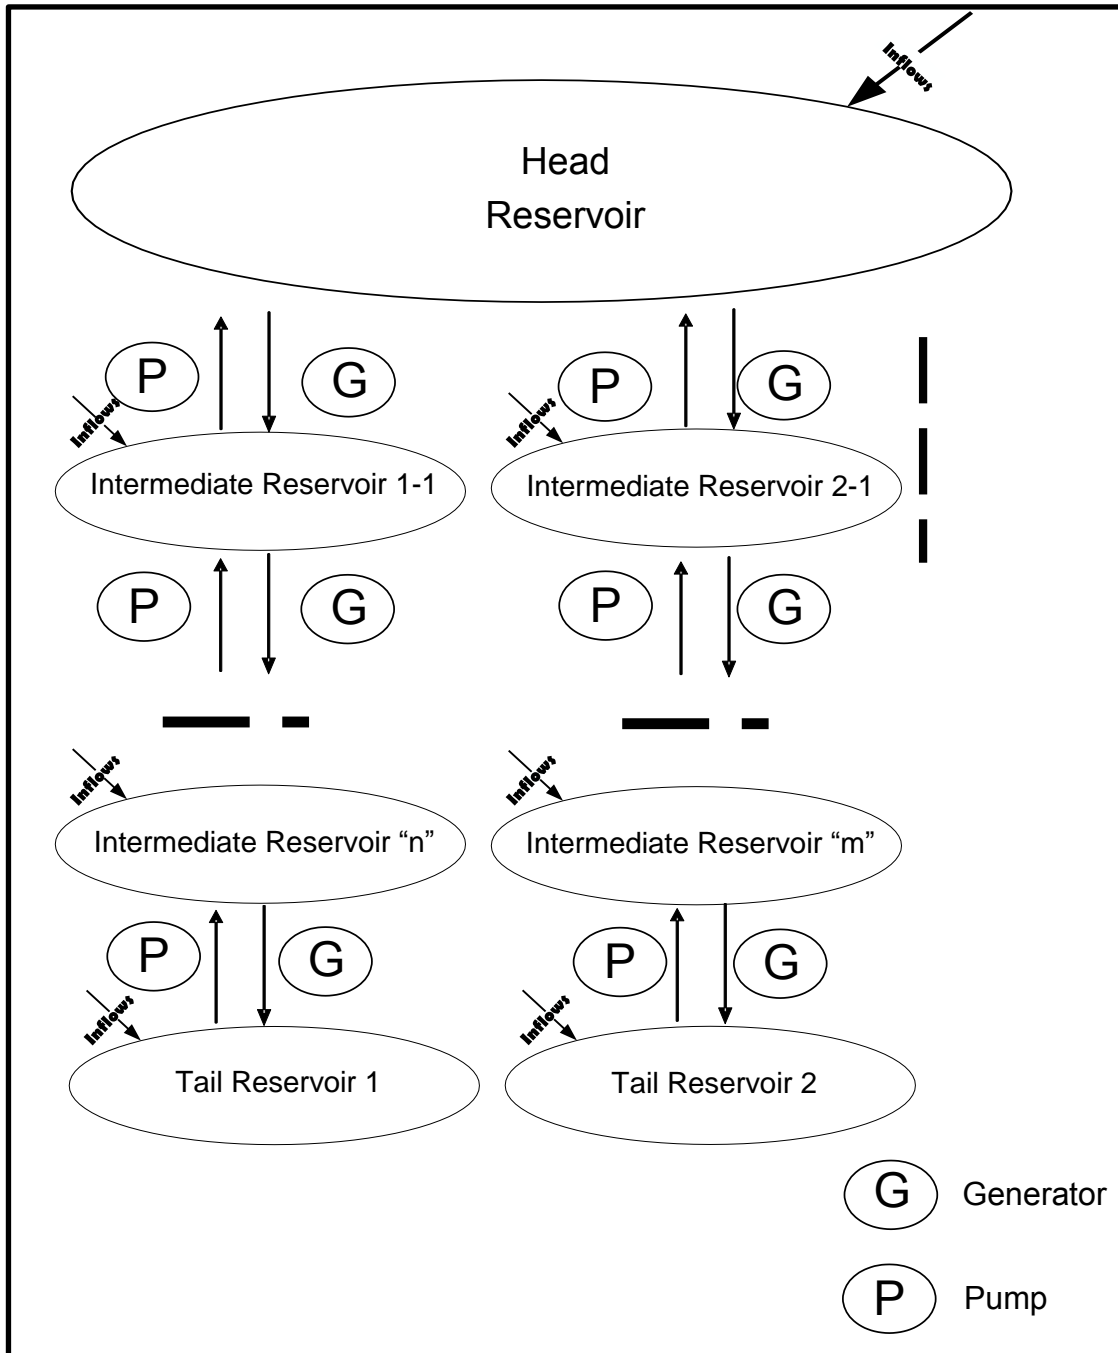 Inflows
Head
Reservoir
P
G
P
G
Inflows
Inflows
Intermediate Reservoir 1-1
Intermediate Reservoir 2-1
P
G
P
G
Inflows
Inflows
Intermediate Reservoir “n”
Intermediate Reservoir “m”
P
G
P
G
Inflows
Inflows
Tail Reservoir 1
Tail Reservoir 2
G Generator
P Pump